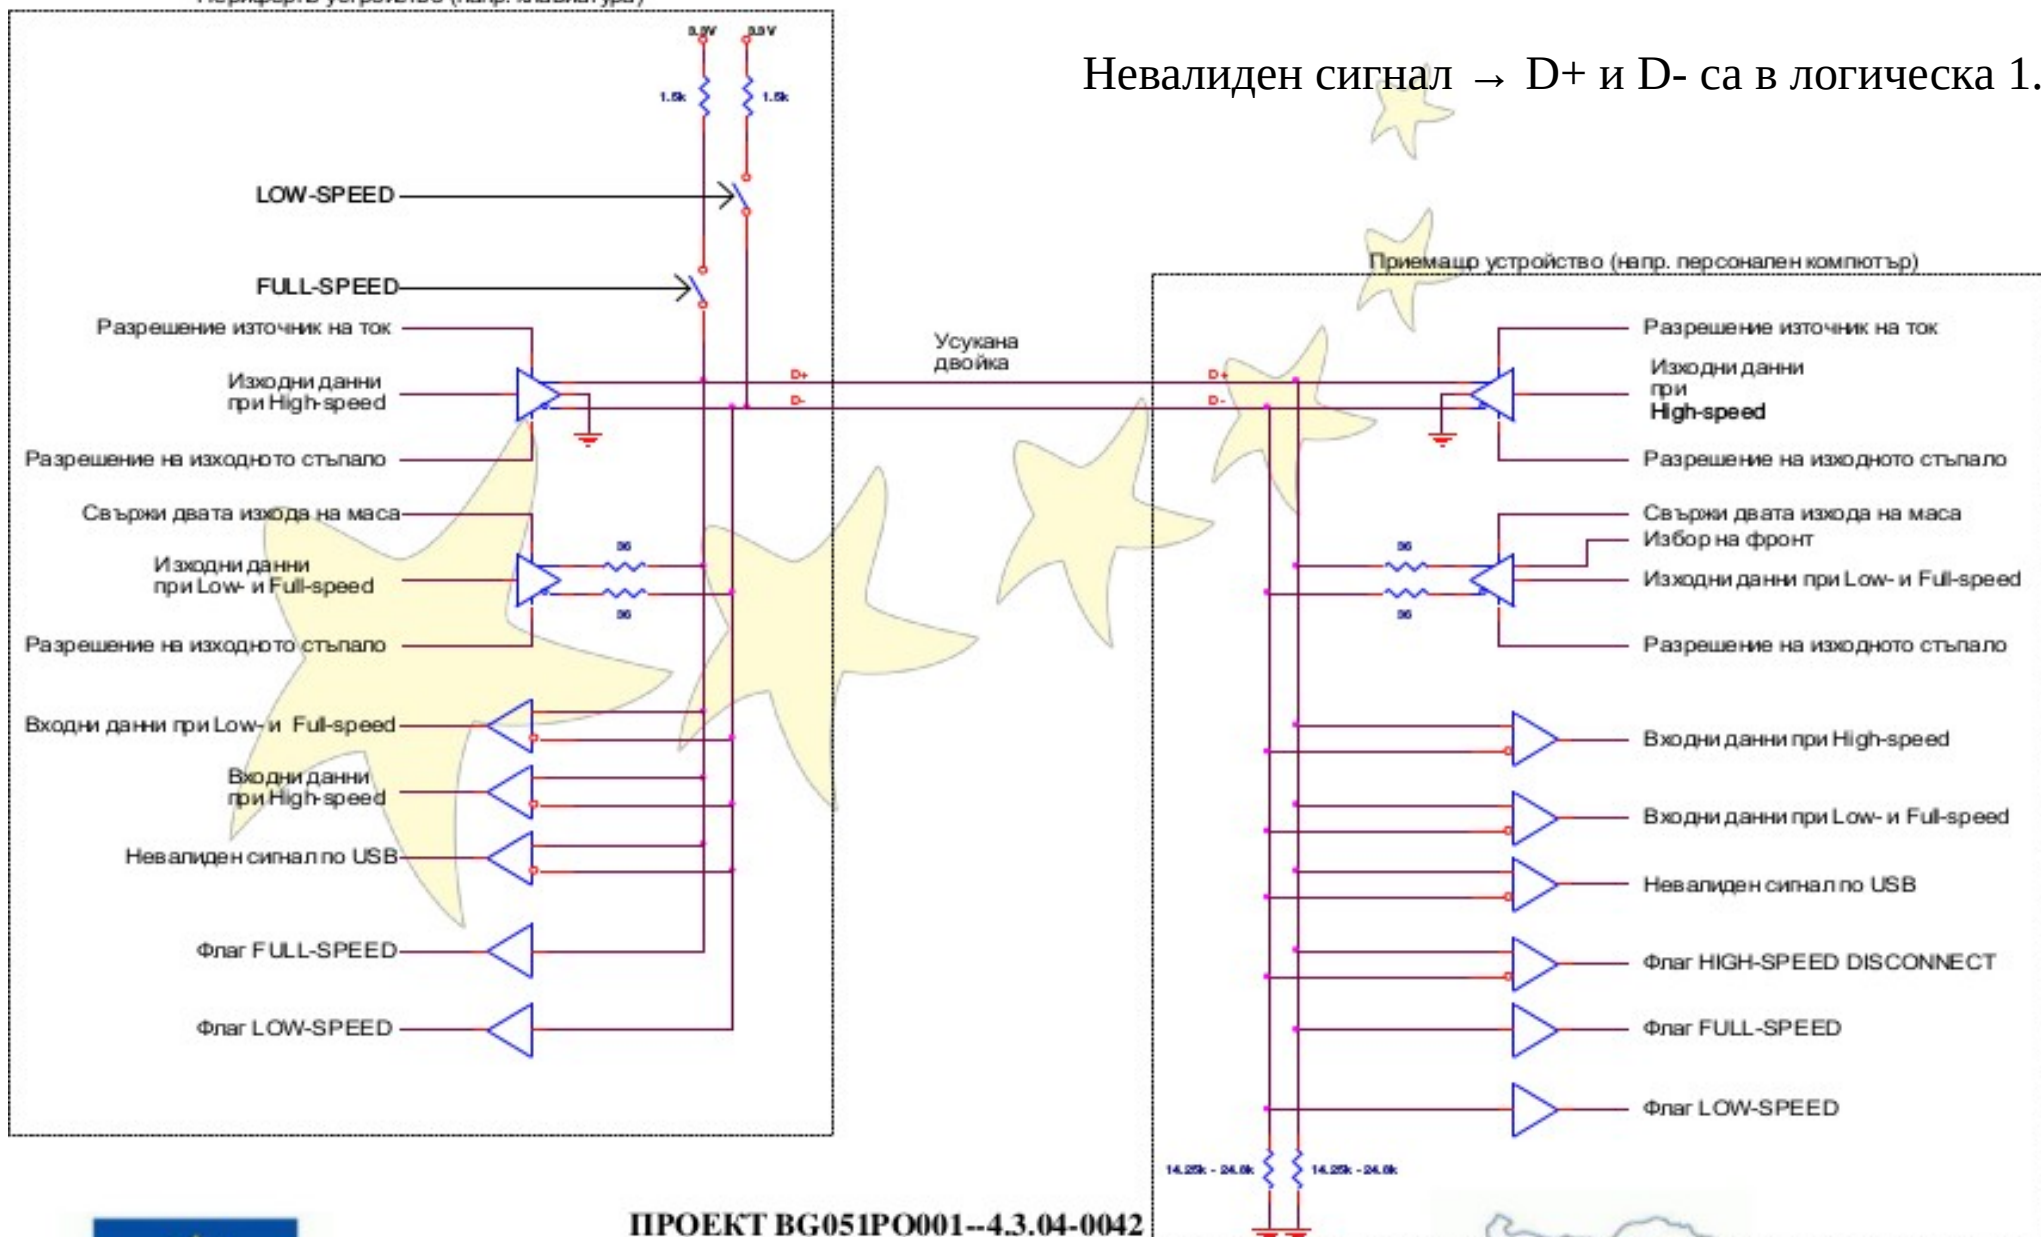 Невалиден сигнал → D+ и D- са в логическа 1.
3.3V
3.3V
1.5k
1.5k
LOW-SPEED
FULL-SPEED
Разрешение източник на ток
Изходни данни
при High-speed
Разрешение на изходното стъпало
Свържи двата изхода на маса
Изходни данни
при Low- и Full-speed
Разрешение на изходното стъпало
36
36
Входни данни при Low- и Full-speed
Входни данни
при High-speed
Невалиден сигнал по USB
Флаг FULL-SPEED
Флаг LOW-SPEED
D+
D-
Усукана
двойка
D+
D-
Приемащо устройство (напр. персонален компютър)
Разрешение източник на ток
Изходни данни
при
High-speed
Разрешение на изходното стъпало
Свържи двата изхода на маса
Избор на фронт
Изходни данни при Low- и Full-speed
Разрешение на изходното стъпало
36
36
Входни данни при High-speed
Входни данни при Low- и Full-speed
Невалиден сигнал по USB
Флаг HIGH-SPEED DISCONNECT
Флаг FULL-SPEED
Флаг LOW-SPEED
14.25k - 24.8k
14.25k - 24.8k
ПРОЕКТ BG051PO001--4.3.04-0042